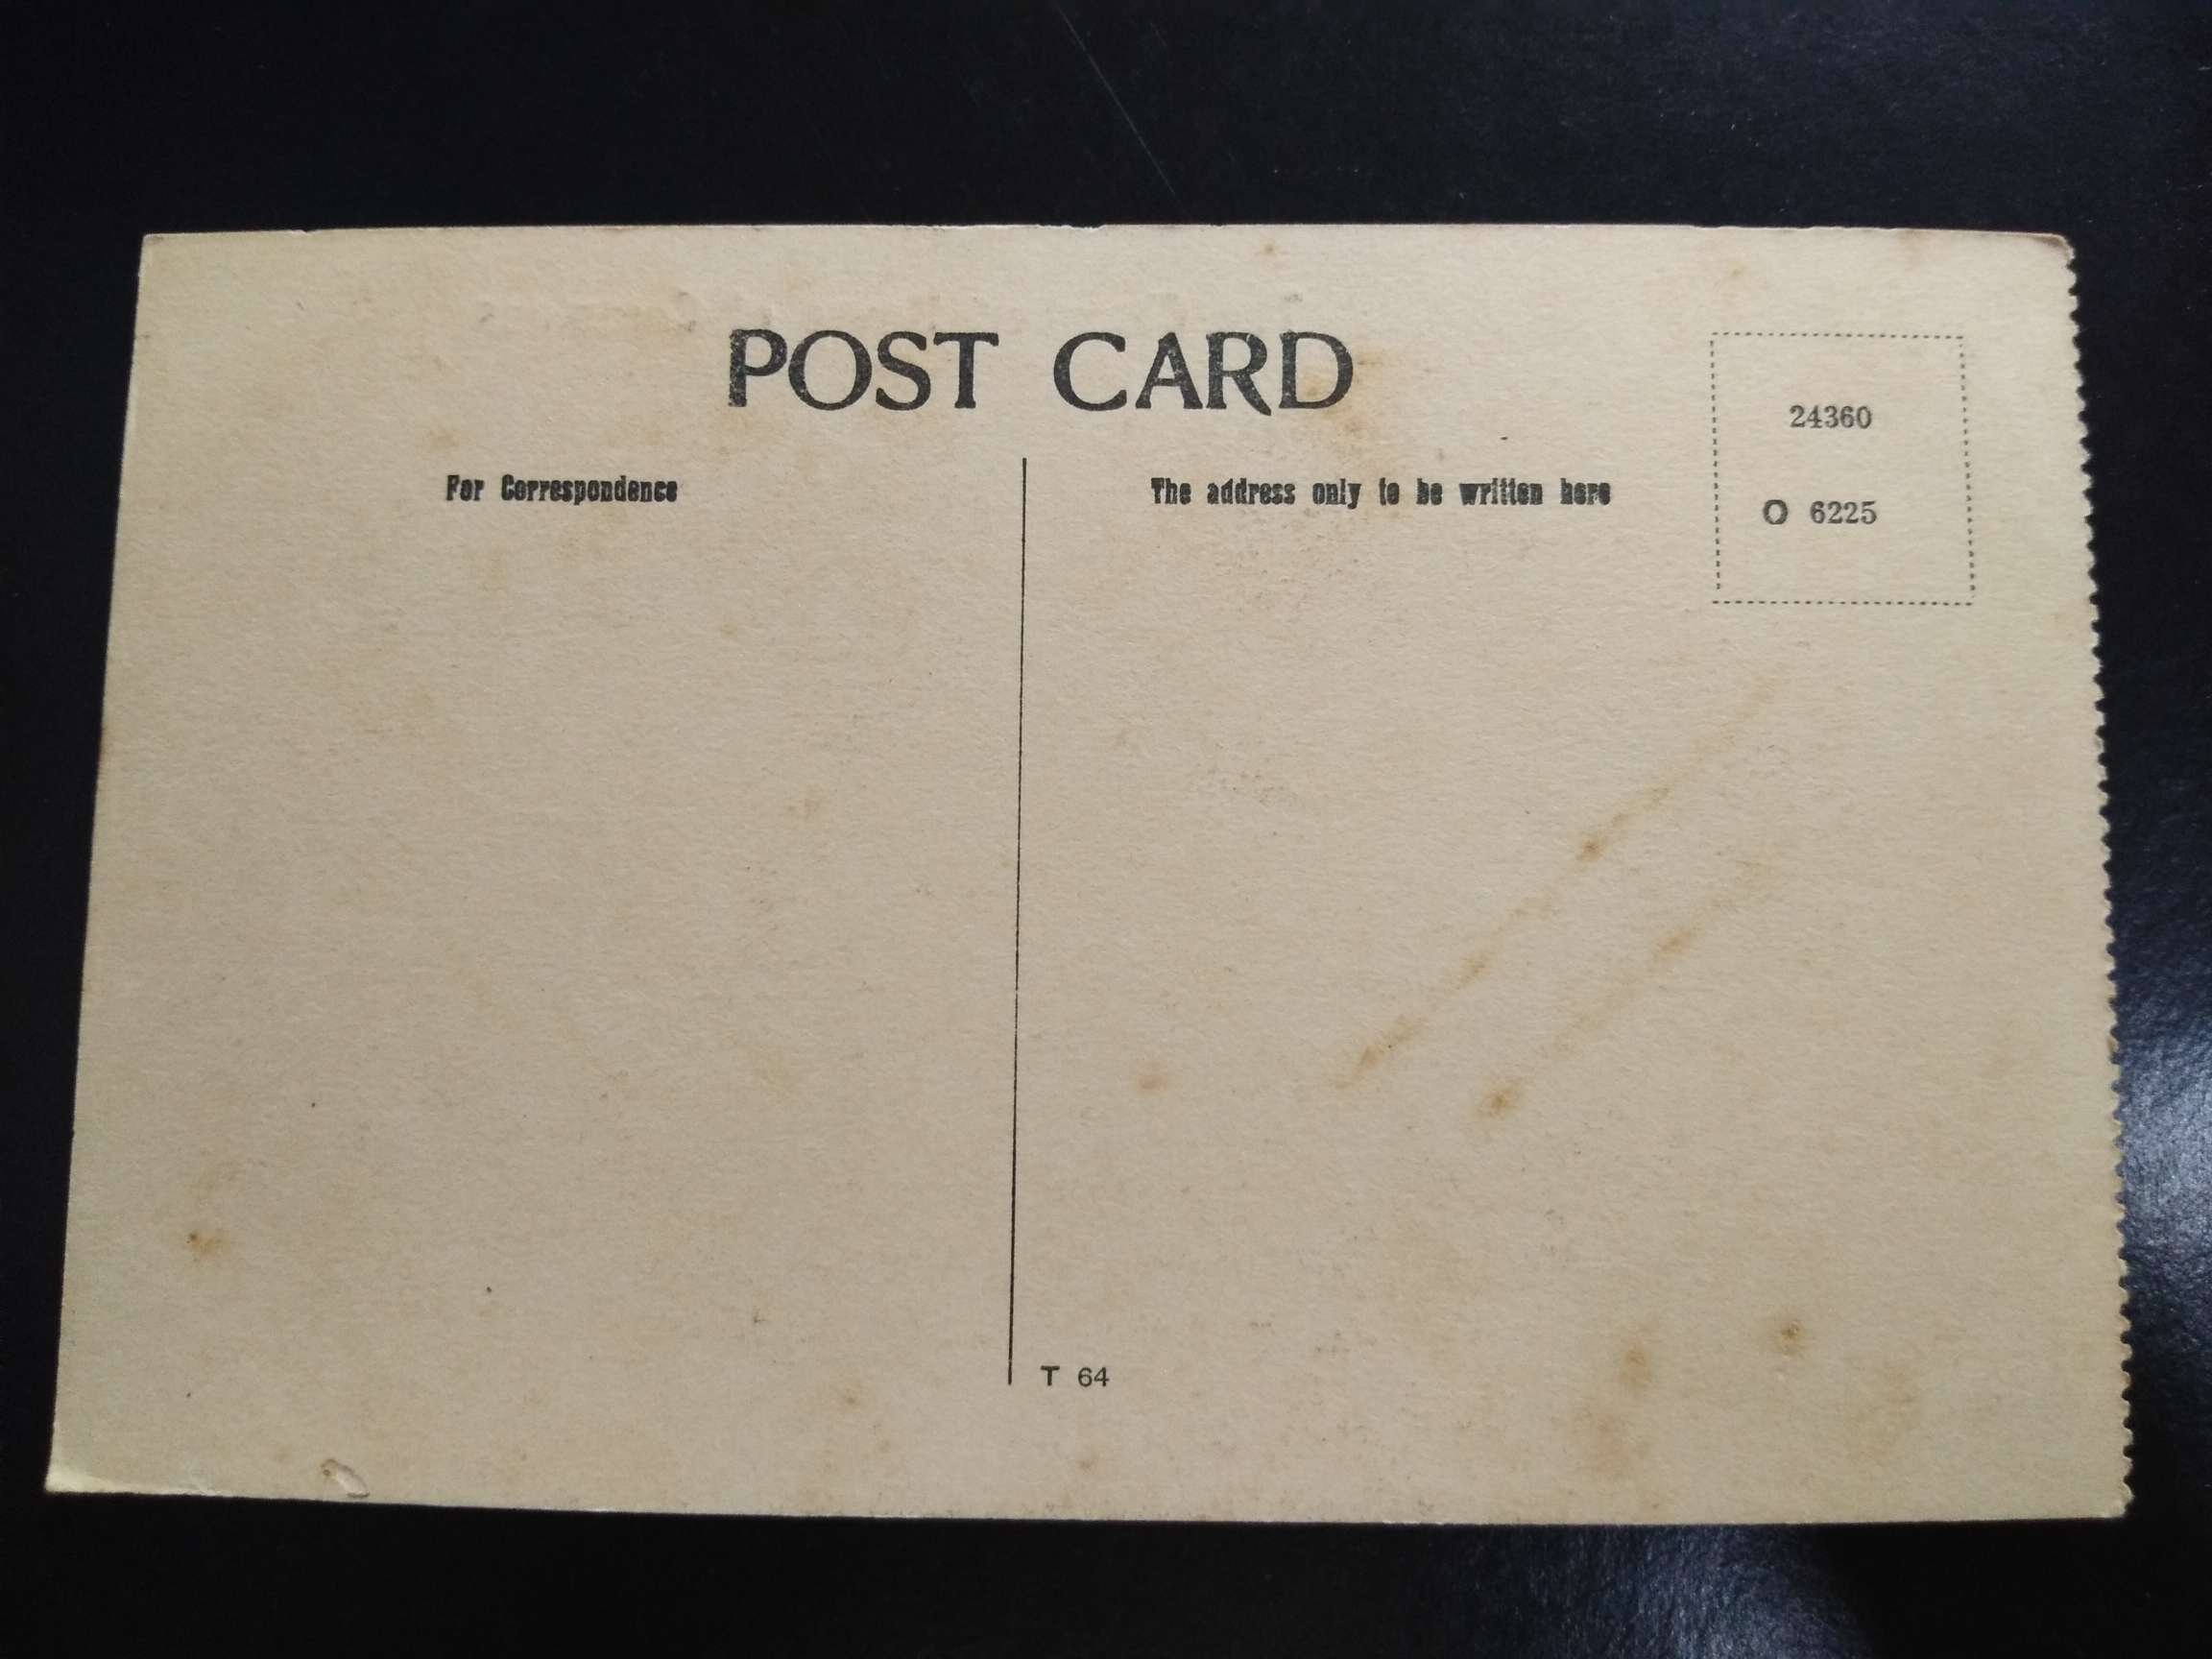 POST CARD
For Correspondence
The address only to be written here
24360
O 6225
T 64